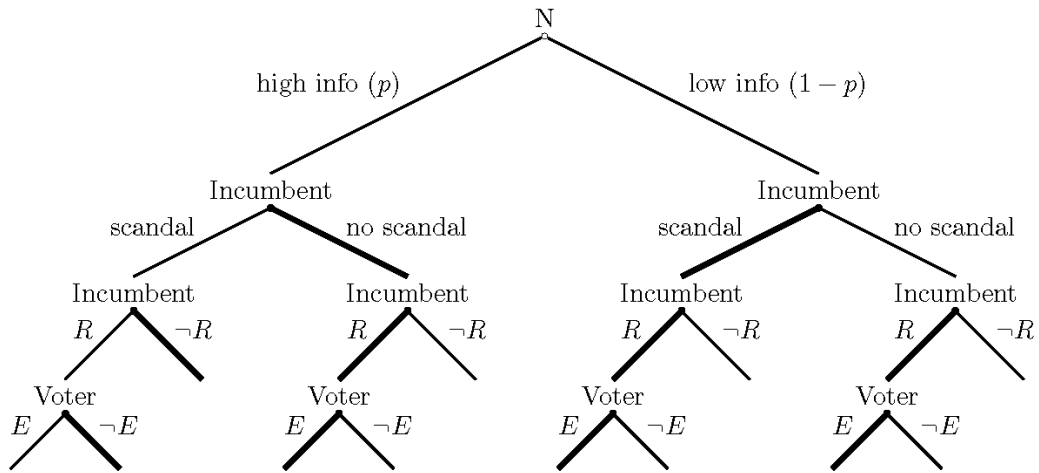 N
high info (p) low info (1 − p)
Incumbent Incumbent
scandal no scandal scandal no scandal
Incumbent Incumbent Incumbent Incumbent
R ¬R R ¬R R ¬R R ¬R
Voter Voter Voter Voter
E ¬E E ¬E E ¬E E ¬E